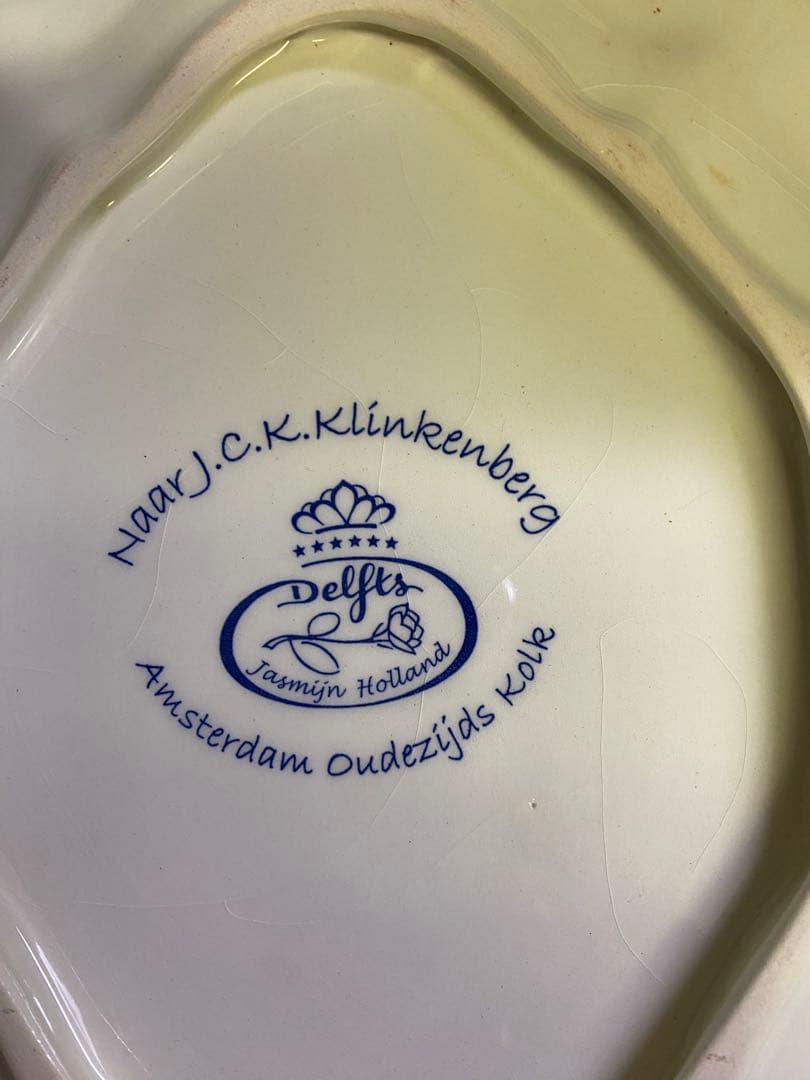 Naar J.C.K. Klinkenberg
Delfts
Jasmijn Holland
Amsterdam Oudezijds Kolk